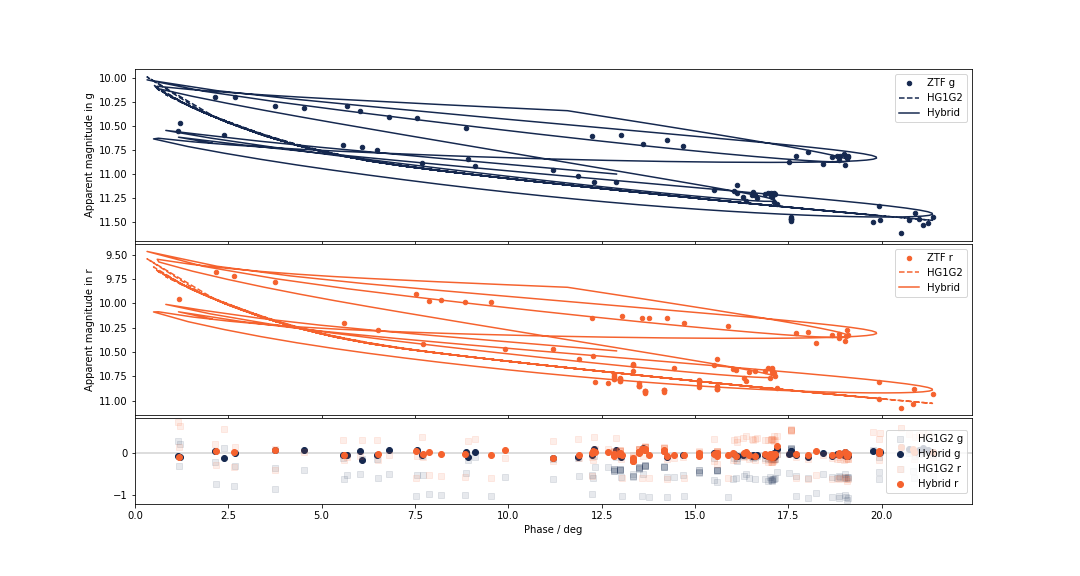 10.00
10.25
10.50
10.75
11.00
11.25
11.50
Apparent magnitude in g
ZTF g
HG1G2
Hybrid
9.50
9.75
10.00
10.25
10.50
10.75
11.00
Apparent magnitude in r
ZTF r
HG1G2
Hybrid
0
−1
HG1G2 g
Hybrid g
HG1G2 r
Hybrid r
0.0 2.5 5.0 7.5 10.0 12.5 15.0 17.5 20.0
Phase / deg